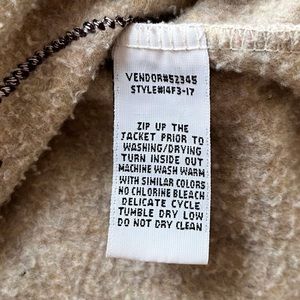 VENDOR#52345
STYLE#14F3-17
ZIP UP THE
JACKET PRIOR TO
WASHING/DRYING
TURN INSIDE OUT
MACHINE WASH WARM
WITH SIMILAR COLORS
NO CHLORINE BLEACH
DELICATE CYCLE
TUMBLE DRY LOW
DO NOT DRY CLEAN